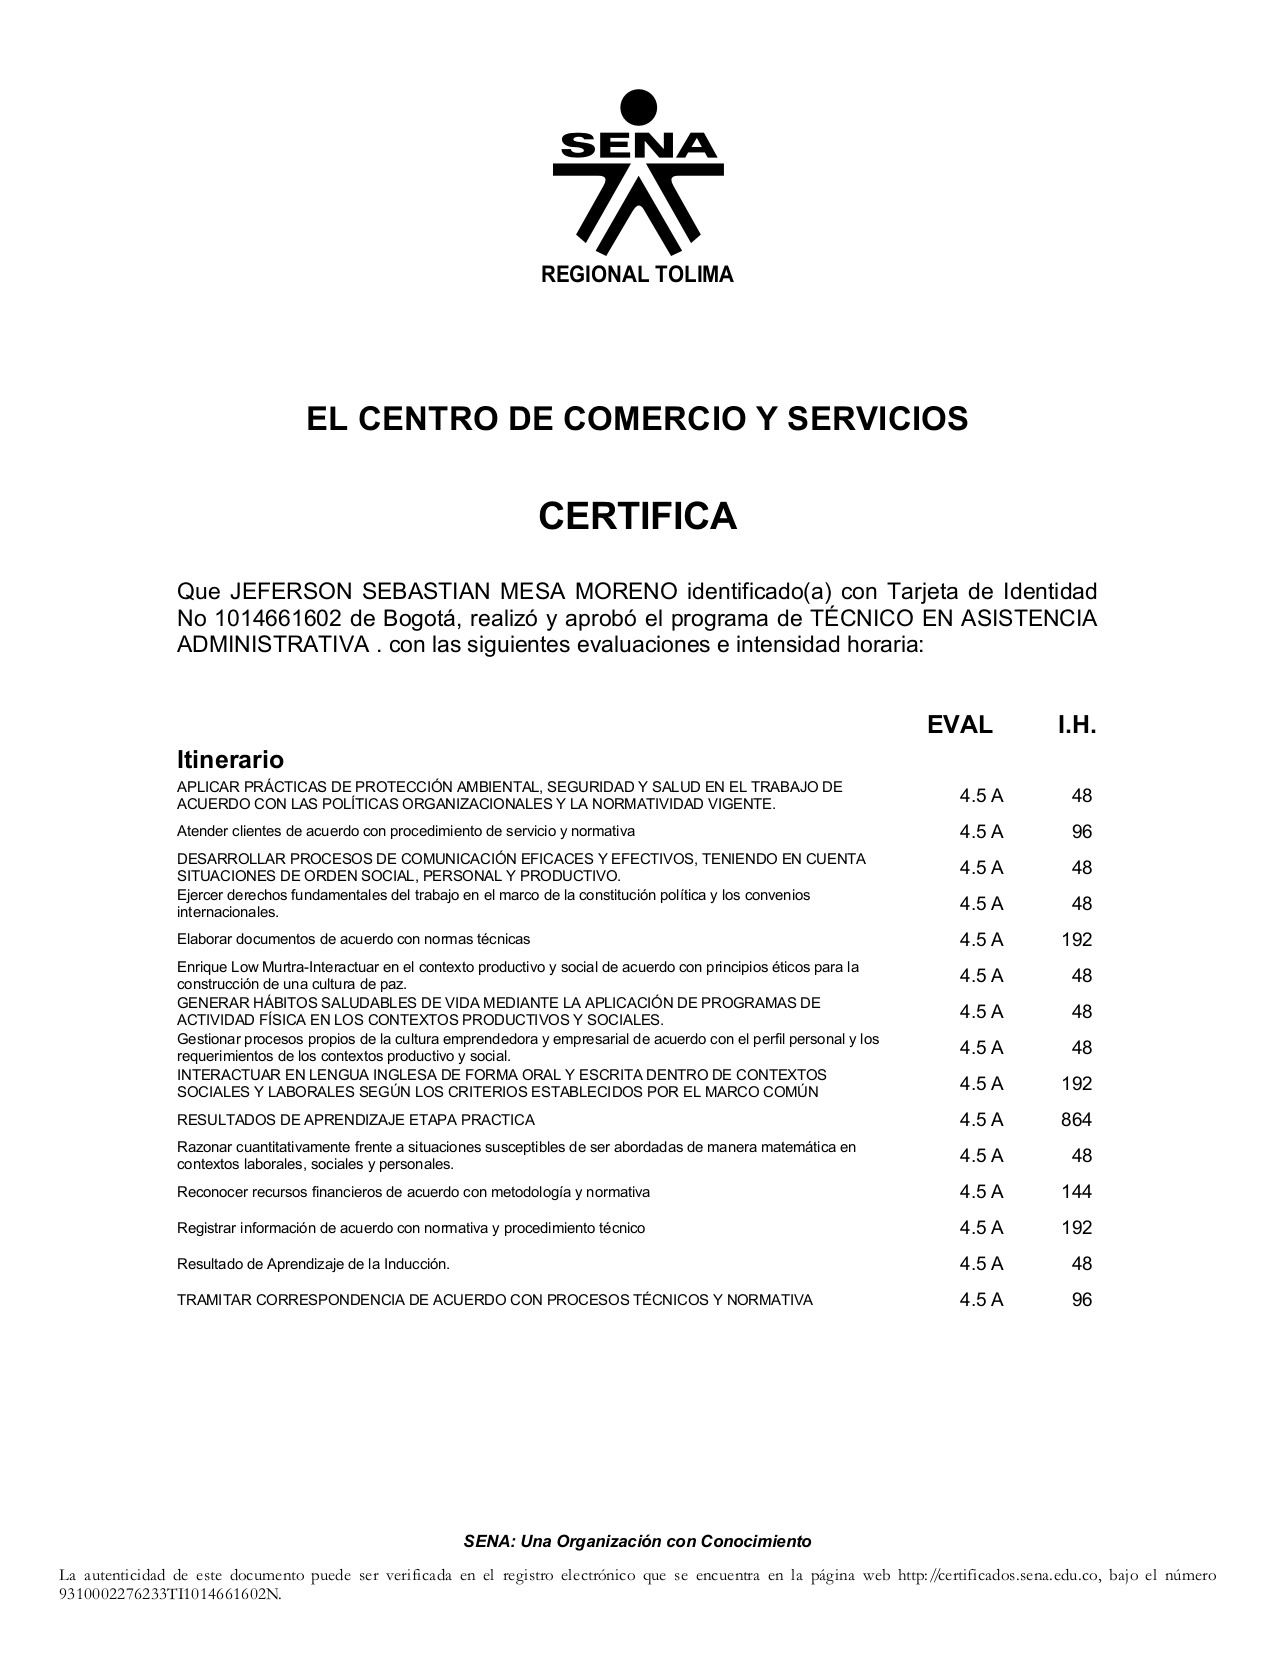 SENA
REGIONAL TOLIMA
EL CENTRO DE COMERCIO Y SERVICIOS
CERTIFICA
Que JEFERSON SEBASTIAN MESA MORENO identificado(a) con Tarjeta de Identidad
No 1014661602 de Bogotá, realizó y aprobó el programa de TÉCNICO EN ASISTENCIA
ADMINISTRATIVA . con las siguientes evaluaciones e intensidad horaria:
EVAL I.H.
Itinerario
APLICAR PRÁCTICAS DE PROTECCIÓN AMBIENTAL, SEGURIDAD Y SALUD EN EL TRABAJO DE
ACUERDO CON LAS POLÍTICAS ORGANIZACIONALES Y LA NORMATIVIDAD VIGENTE. 4.5 A 48
Atender clientes de acuerdo con procedimiento de servicio y normativa 4.5 A 96
DESARROLLAR PROCESOS DE COMUNICACIÓN EFICACES Y EFECTIVOS, TENIENDO EN CUENTA
SITUACIONES DE ORDEN SOCIAL, PERSONAL Y PRODUCTIVO. 4.5 A 48
Ejercer derechos fundamentales del trabajo en el marco de la constitución política y los convenios
internacionales. 4.5 A 48
Elaborar documentos de acuerdo con normas técnicas 4.5 A 192
Enrique Low Murtra-Interactuar en el contexto productivo y social de acuerdo con principios éticos para la
construcción de una cultura de paz. 4.5 A 48
GENERAR HÁBITOS SALUDABLES DE VIDA MEDIANTE LA APLICACIÓN DE PROGRAMAS DE
ACTIVIDAD FÍSICA EN LOS CONTEXTOS PRODUCTIVOS Y SOCIALES. 4.5 A 48
Gestionar procesos propios de la cultura emprendedora y empresarial de acuerdo con el perfil personal y los
requerimientos de los contextos productivo y social. 4.5 A 48
INTERACTUAR EN LENGUA INGLESA DE FORMA ORAL Y ESCRITA DENTRO DE CONTEXTOS
SOCIALES Y LABORALES SEGÚN LOS CRITERIOS ESTABLECIDOS POR EL MARCO COMÚN 4.5 A 192
RESULTADOS DE APRENDIZAJE ETAPA PRACTICA 4.5 A 864
Razonar cuantitativamente frente a situaciones susceptibles de ser abordadas de manera matemática en
contextos laborales, sociales y personales. 4.5 A 48
Reconocer recursos financieros de acuerdo con metodología y normativa 4.5 A 144
Registrar información de acuerdo con normativa y procedimiento técnico 4.5 A 192
Resultado de Aprendizaje de la Inducción. 4.5 A 48
TRAMITAR CORRESPONDENCIA DE ACUERDO CON PROCESOS TÉCNICOS Y NORMATIVA 4.5 A 96
SENA: Una Organización con Conocimiento
La autenticidad de este documento puede ser verificada en el registro electrónico que se encuentra en la página web http://certificados.sena.edu.co, bajo el número
9310002276233TI1014661602N.